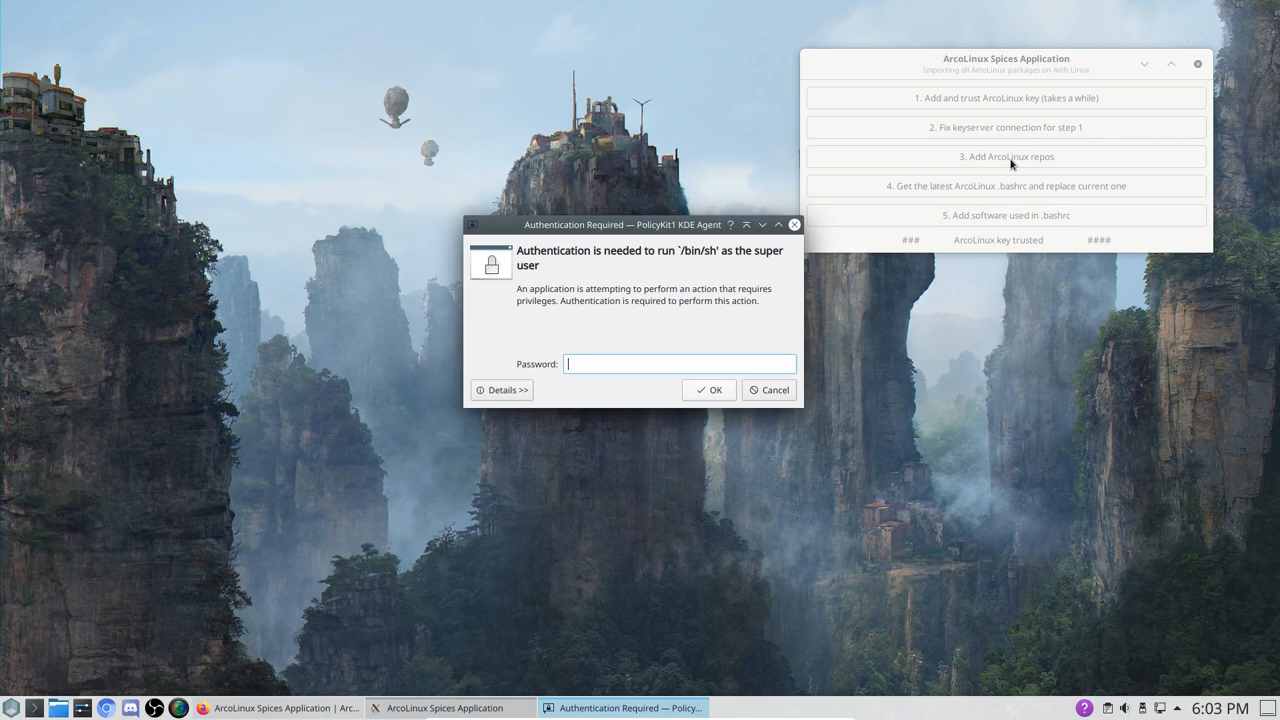 ArcoLinux Spices Application
Importing all ArcoLinux packages on Arch Linux
1. Add and trust ArcoLinux key (takes a while)
2. Fix keyserver connection for step 1
3. Add ArcoLinux repos
4. Get the latest ArcoLinux .bashrc and replace current one
5. Add software used in .bashrc
### ArcoLinux key trusted ####
Authentication Required — PolicyKit1 KDE Agent
Authentication is needed to run `/bin/sh' as the super
user
An application is attempting to perform an action that requires
privileges. Authentication is required to perform this action.
Password:
Details >> OK Cancel
ArcoLinux Spices Application | Arc... ArcoLinux Spices Application Authentication Required — Policy... 6:03 PM